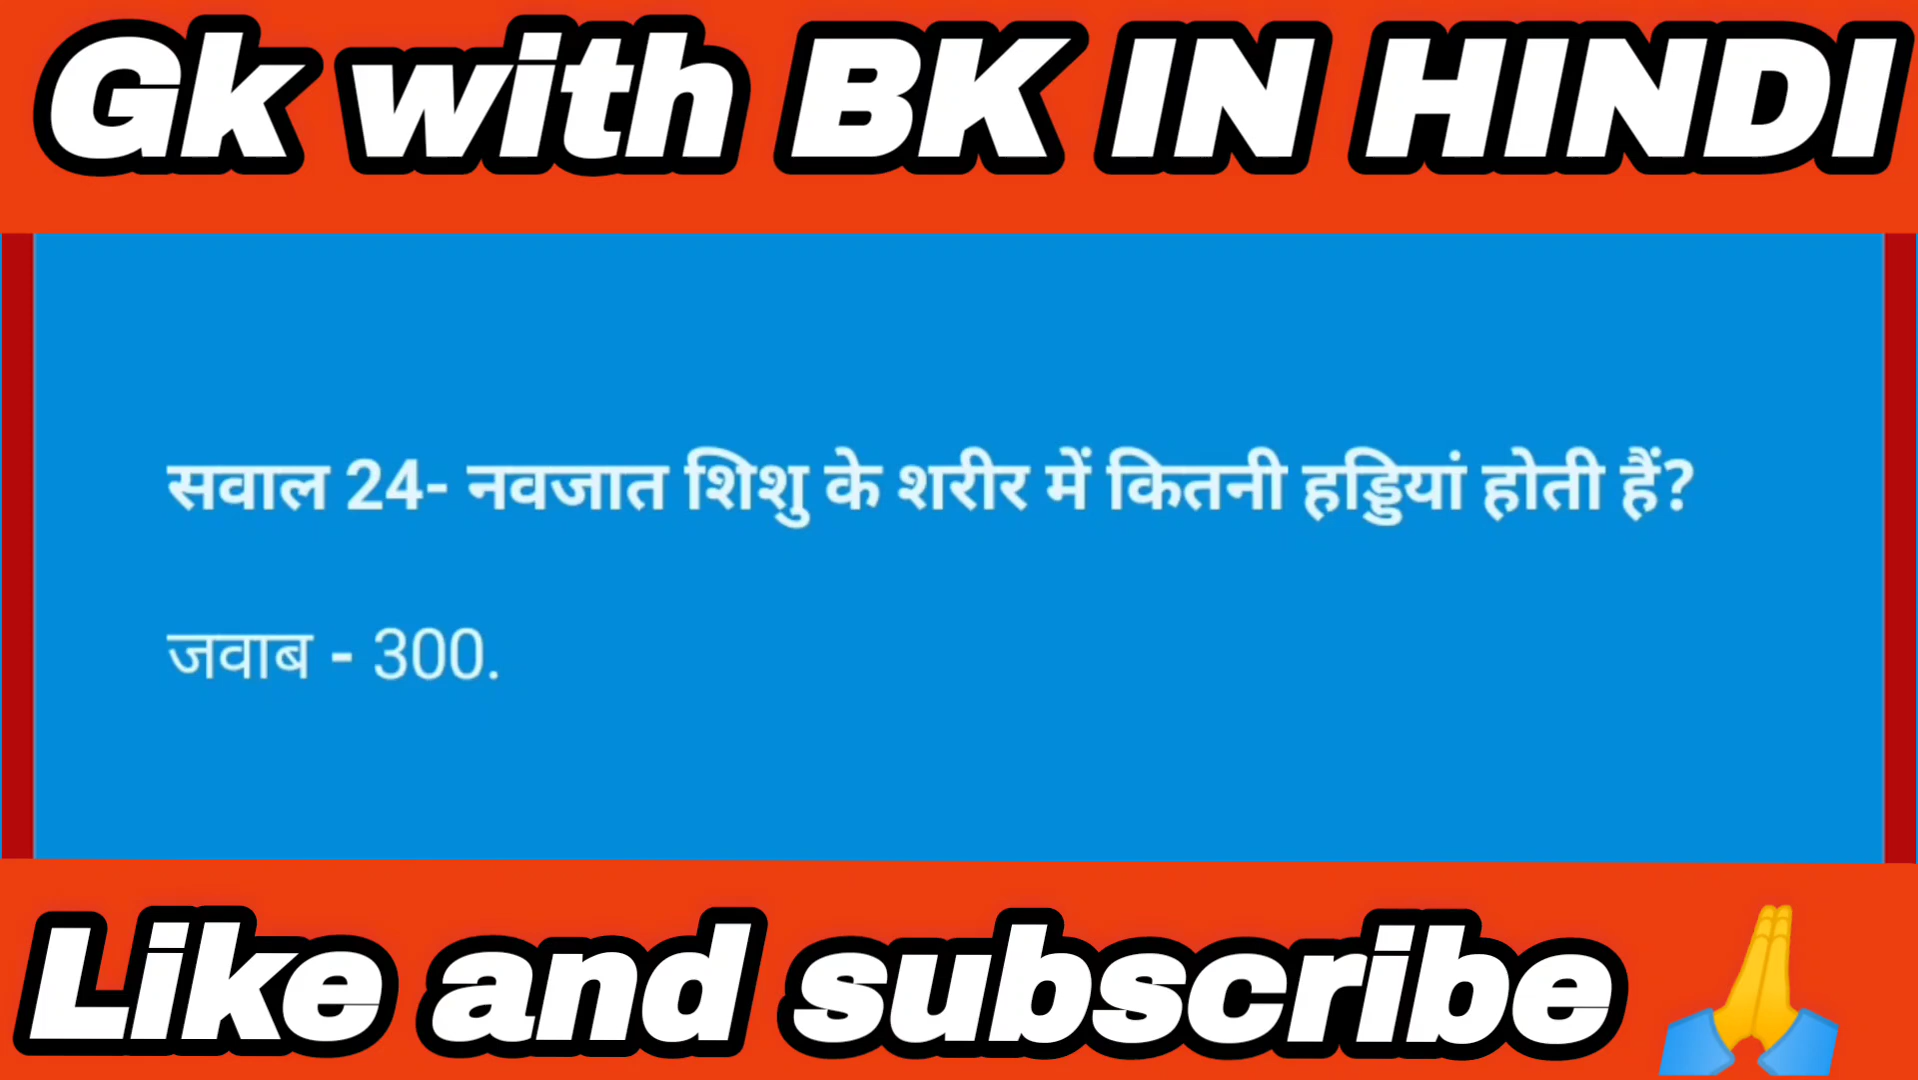 Gk with BK IN HINDI
सवाल 24- नवजात शिशु के शरीर में कितनी हड्डियां होती हैं?
जवाब - 300.
Like and subscribe 🙏